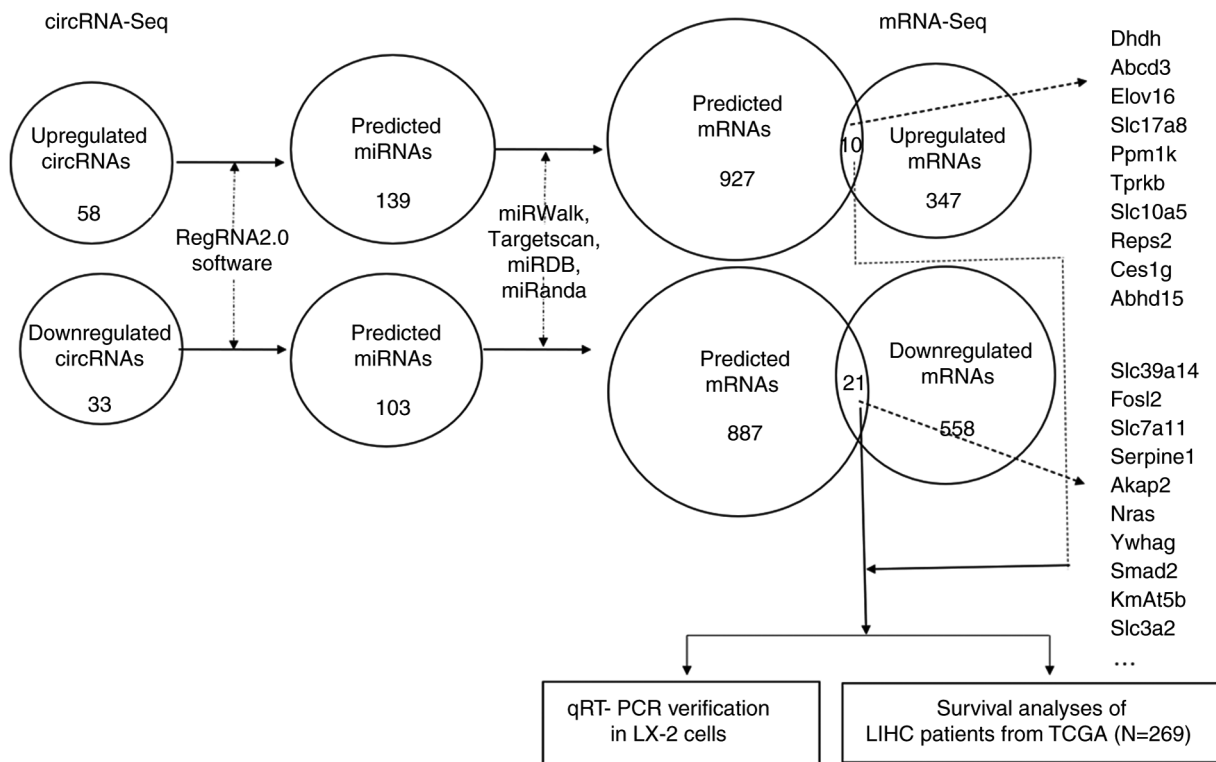 circRNA-Seq
mRNA-Seq
Upregulated
circRNAs
58
Predicted
miRNAs
139
Predicted
mRNAs
927
10
Upregulated
mRNAs
347
Dhdh
Abcd3
Elov16
Slc17a8
Ppm1k
Tprkb
Slc10a5
Reps2
Ces1g
Abhd15
RegRNA2.0
software
miRWalk,
Targetscan,
miRDB,
miRanda
Downregulated
circRNAs
33
Predicted
miRNAs
103
Predicted
mRNAs
887
21
Downregulated
mRNAs
558
Slc39a14
Fosl2
Slc7a11
Serpine1
Akap2
Nras
Ywhag
Smad2
KmAt5b
Slc3a2
...
qRT- PCR verification
in LX-2 cells
Survival analyses of
LIHC patients from TCGA (N=269)